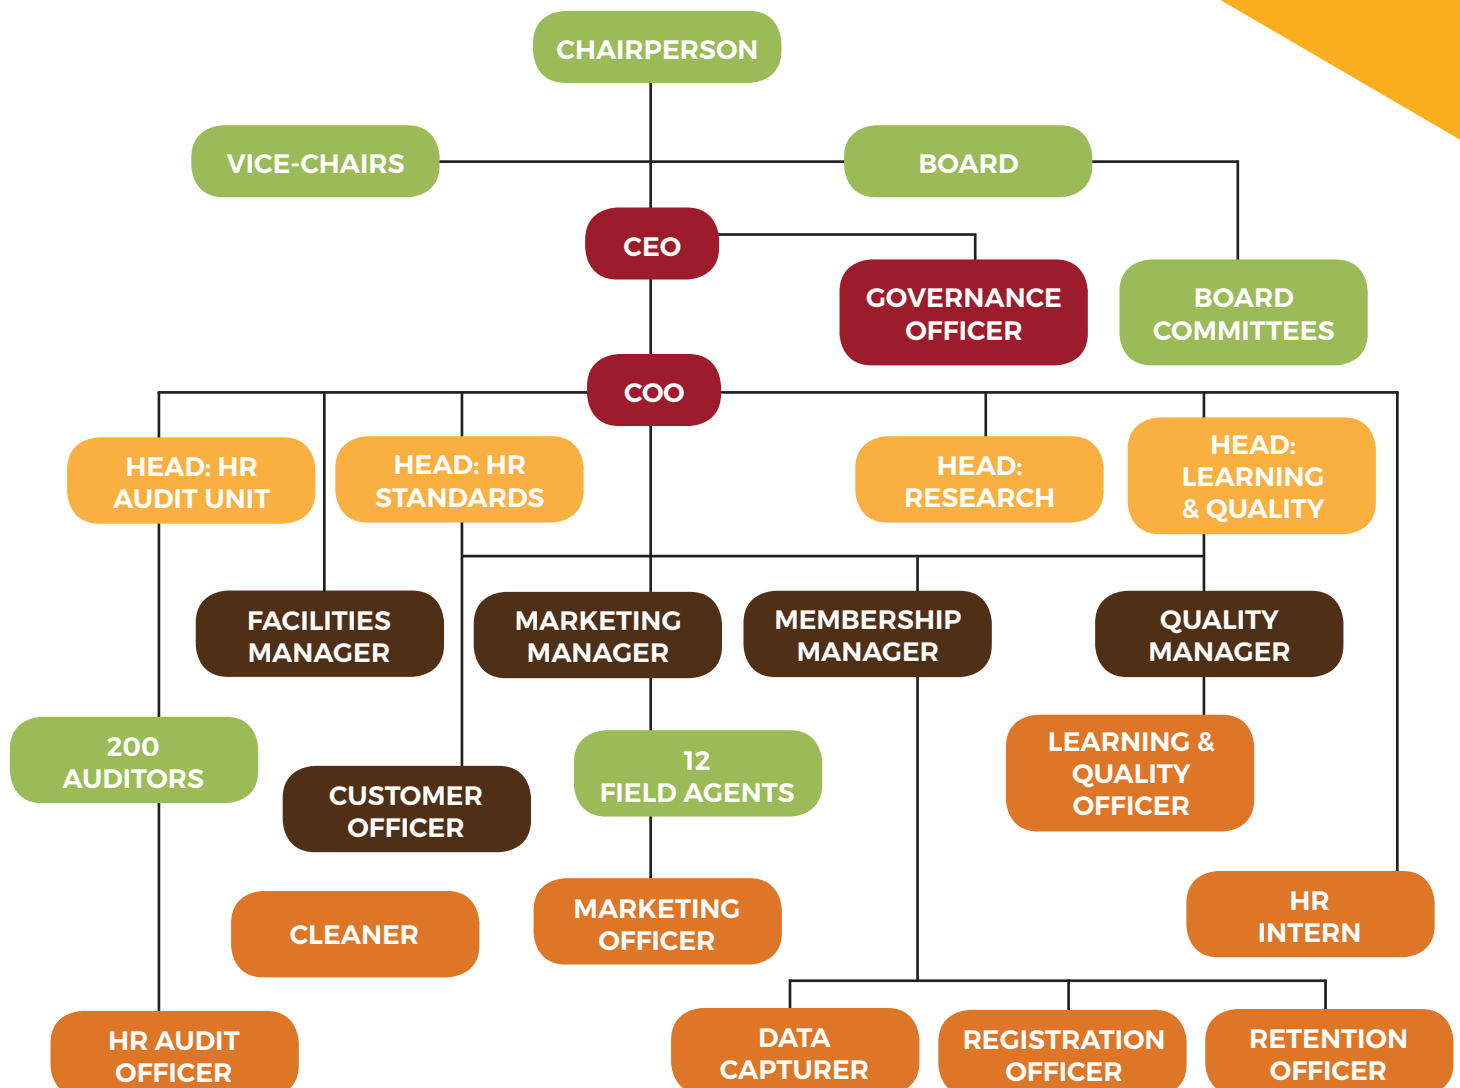 CHAIRPERSON
VICE-CHAIRS
BOARD
CEO
GOVERNANCE
OFFICER
BOARD
COMMITTEES
COO
HEAD: HR
AUDIT UNIT
HEAD: HR
STANDARDS
HEAD:
RESEARCH
HEAD:
LEARNING
& QUALITY
FACILITIES
MANAGER
MARKETING
MANAGER
MEMBERSHIP
MANAGER
QUALITY
MANAGER
200
AUDITORS
CUSTOMER
OFFICER
12
FIELD AGENTS
LEARNING &
QUALITY
OFFICER
CLEANER
MARKETING
OFFICER
HR
INTERN
HR AUDIT
OFFICER
DATA
CAPTURER
REGISTRATION
OFFICER
RETENTION
OFFICER